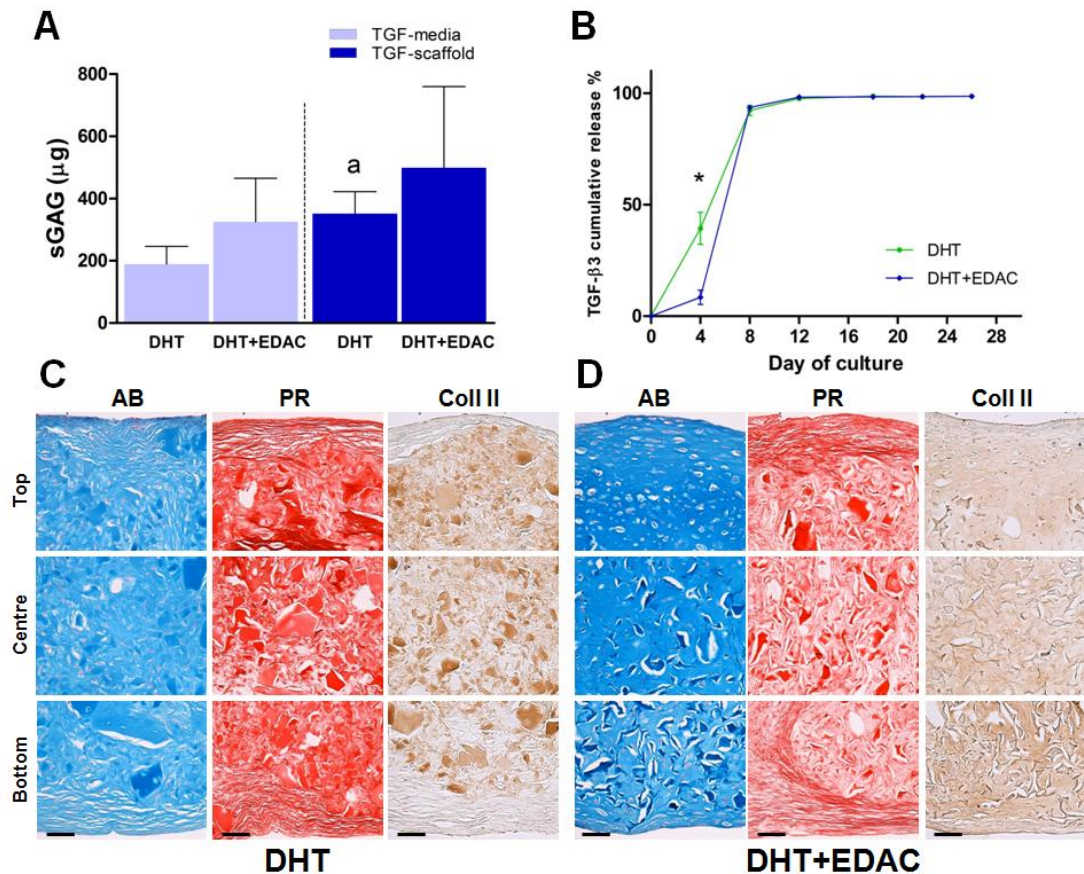 A
TGF-media
TGF-scaffold
sGAG (µg)
800
600
400
200
0
a
DHT
DHT+EDAC
DHT
DHT+EDAC
B
TGF-β3 cumulative release %
100
50
0
*
DHT
DHT+EDAC
0 4 8 12 16 20 24 28
Day of culture
C
AB PR Coll II
Top
Centre
Bottom
DHT
D
AB PR Coll II
DHT+EDAC